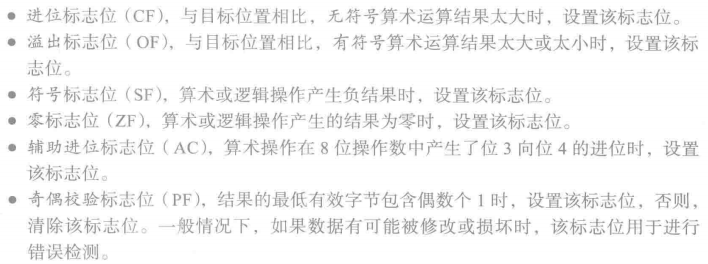 ● 进位标志位（CF），与目标位置相比，无符号算术运算结果太大时，设置该标志位。
● 溢出标志位（OF），与目标位置相比，有符号算术运算结果太大或太小时，设置该标
志位。
● 符号标志位（SF），算术或逻辑操作产生负结果时，设置该标志位。
● 零标志位（ZF），算术或逻辑操作产生的结果为零时，设置该标志位。
● 辅助进位标志位（AC），算术操作在 8 位操作数中产生了位 3 向位 4 的进位时，设置
该标志位。
● 奇偶校验标志位（PF），结果的最低有效字节包含偶数个 1 时，设置该标志位，否则，
清除该标志位。一般情况下，如果数据有可能被修改或损坏时，该标志位用于进行
错误检测。